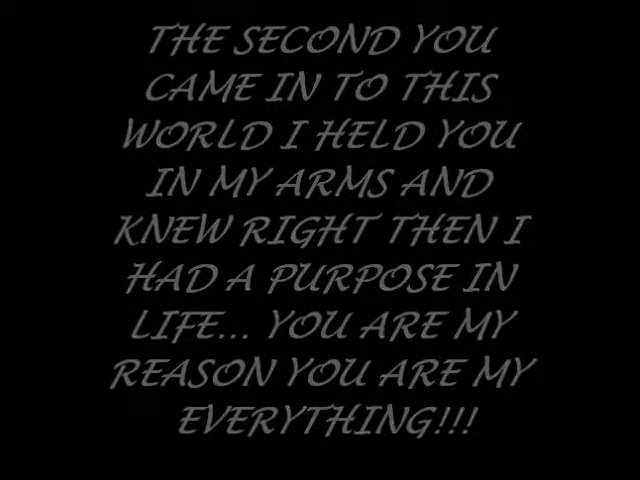 THE SECOND YOU
CAME IN TO THIS
WORLD I HELD YOU
IN MY ARMS AND
KNEW RIGHT THEN I
HAD A PURPOSE IN
LIFE... YOU ARE MY
REASON YOU ARE MY
EVERYTHING!!!